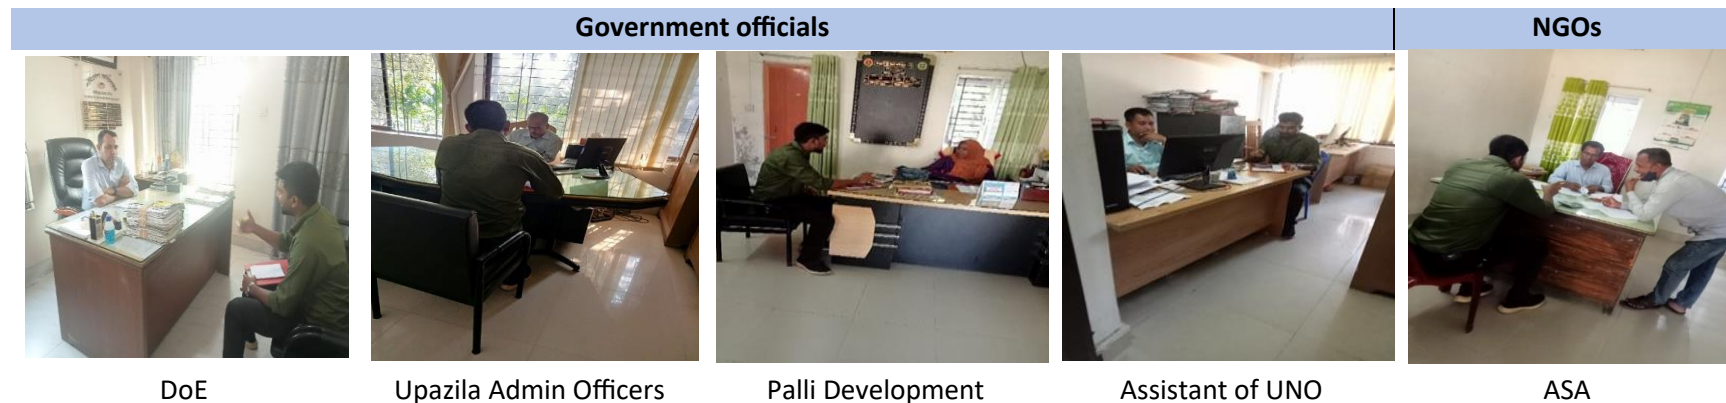 Government officials
NGOs
DoE
Upazila Admin Officers
Palli Development
Assistant of UNO
ASA